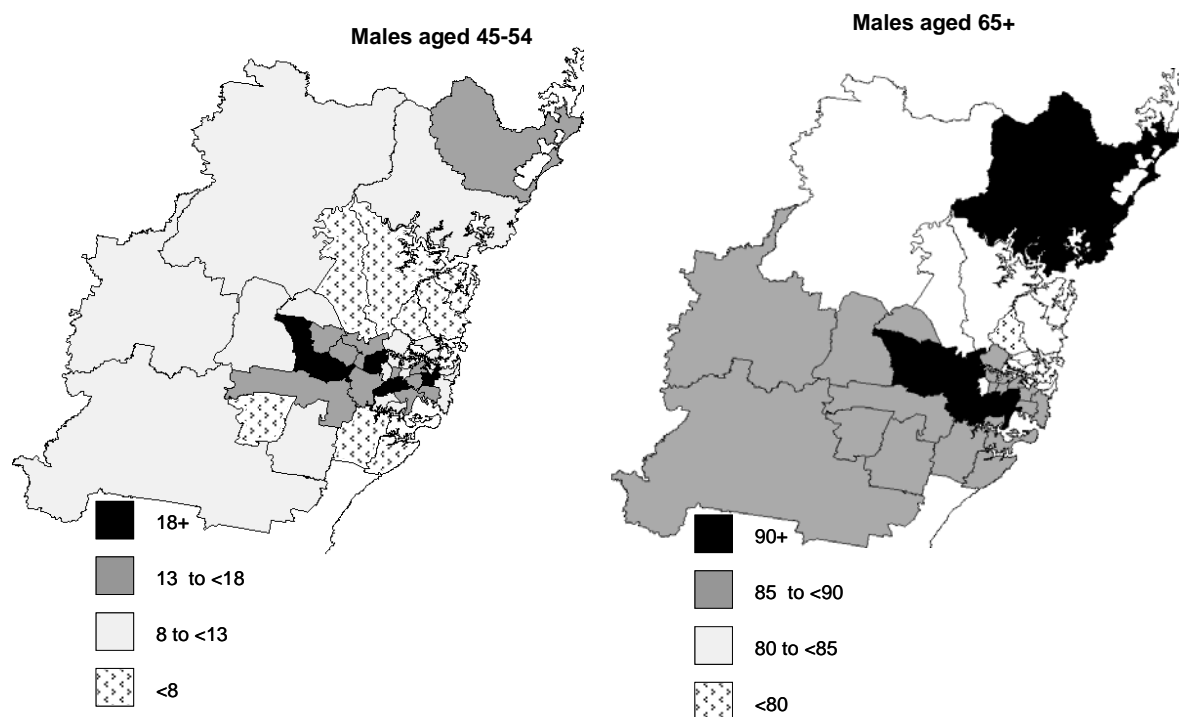 Males aged 45-54
18+
13 to <18
8 to <13
<8
Males aged 65+
90+
85 to <90
80 to <85
<80